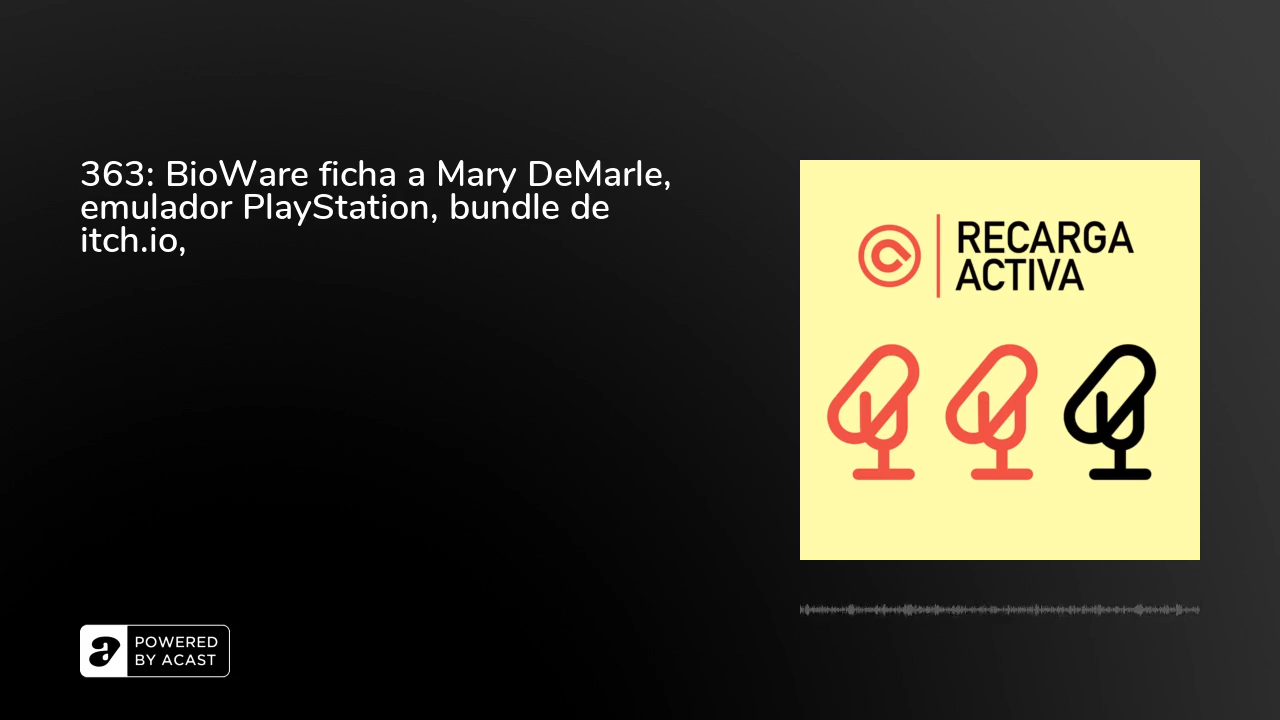 363: BioWare ficha a Mary DeMarle,
emulador PlayStation, bundle de
itch.io,
RECARGA
ACTIVA
POWERED
BY ACAST